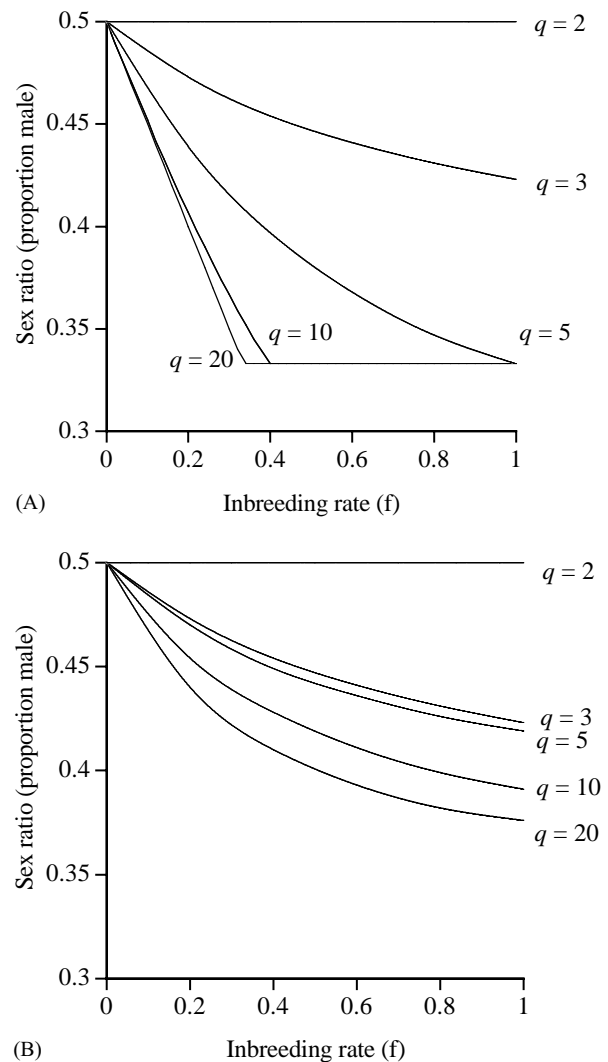 0.5
q = 2
0.45
q = 3
0.4
0.35
q = 10
q = 5
q = 20
0.3
0
0.2
0.4
0.6
0.8
1
Sex ratio (proportion male)
(A)
Inbreeding rate (f)
0.5
q = 2
0.45
q = 3
q = 5
0.4
q = 10
q = 20
0.35
0.3
0
0.2
0.4
0.6
0.8
1
Sex ratio (proportion male)
(B)
Inbreeding rate (f)